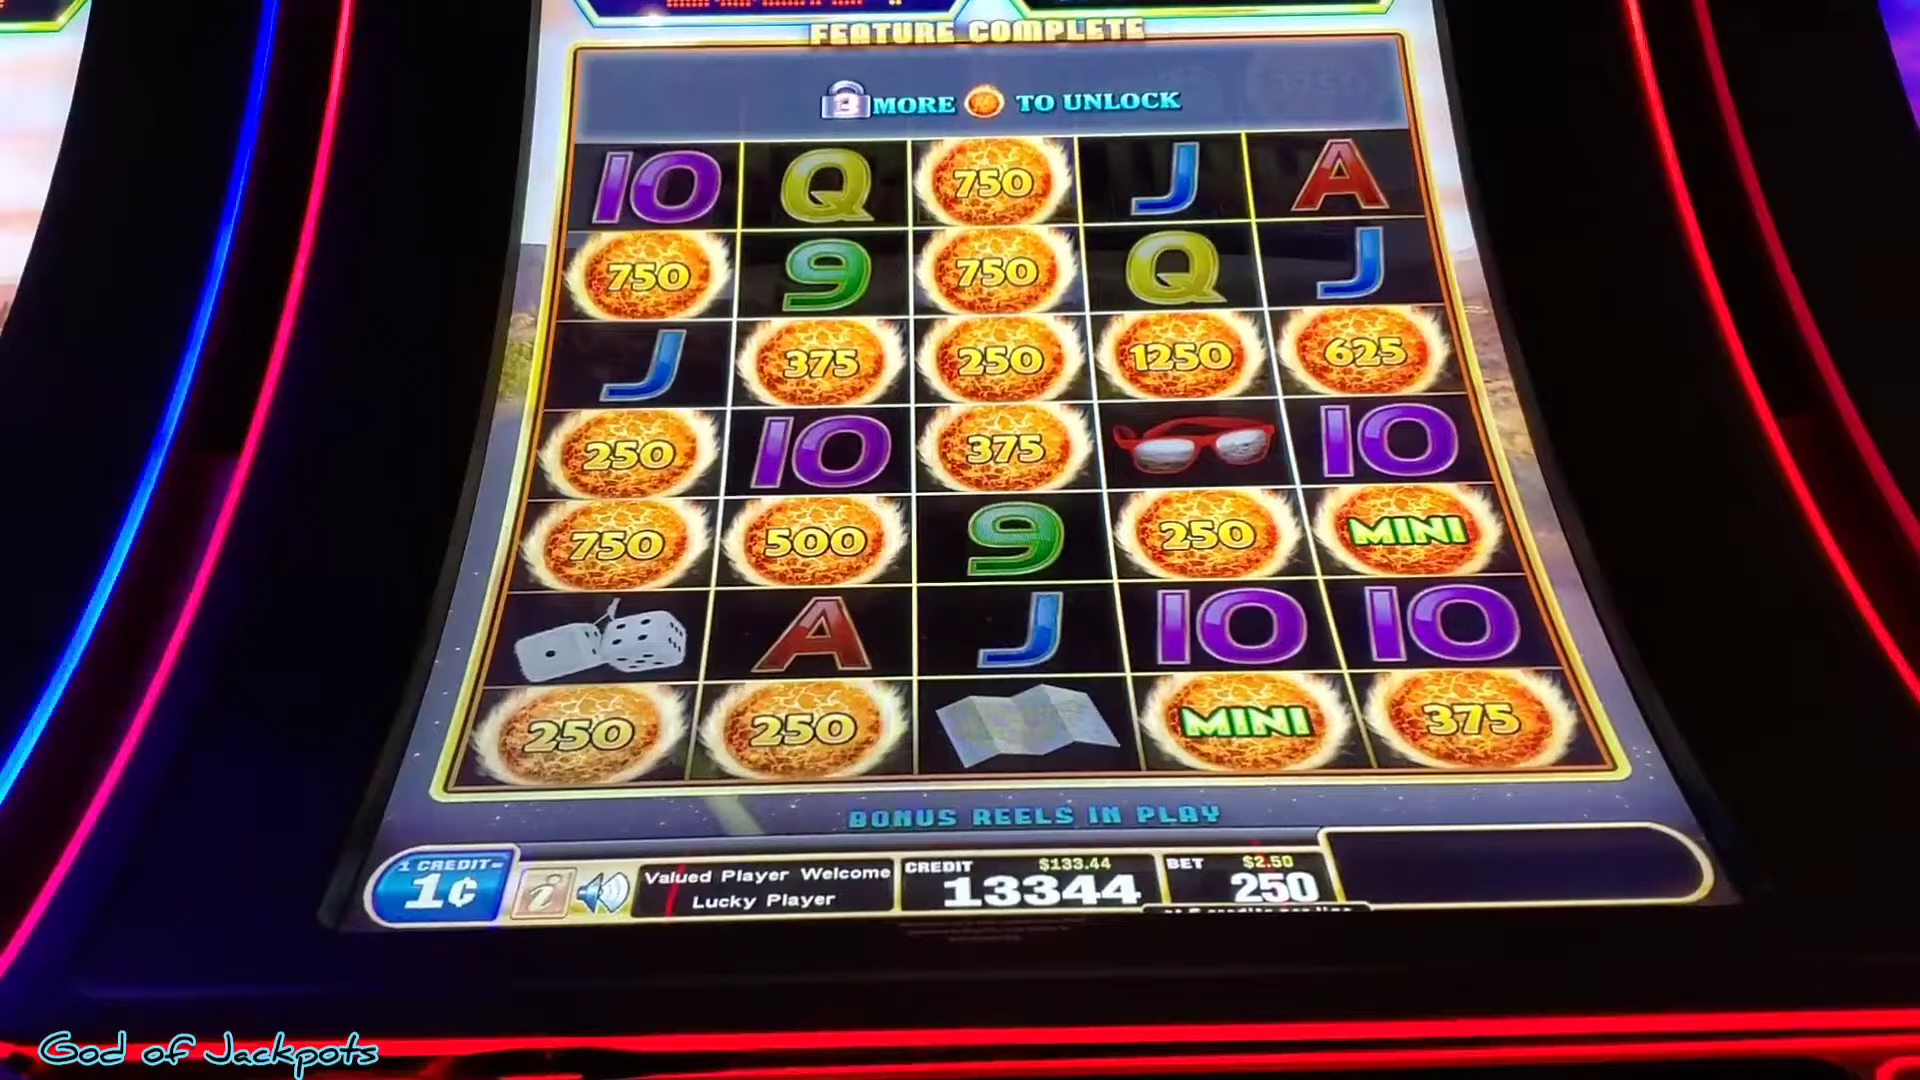 FEATURE COMPLETE
3 MORE TO UNLOCK
10 Q 750 J A
750 9 750 Q J
J 375 250 1250 625
250 10 375 10
750 500 9 250 MINI
A J 10 10
250 250 MINI 375
BONUS REELS IN PLAY
1 CREDIT=
1¢
Valued Player Welcome
Lucky Player
CREDIT $133.44
13344
BET $2.50
250
God of Jackpots